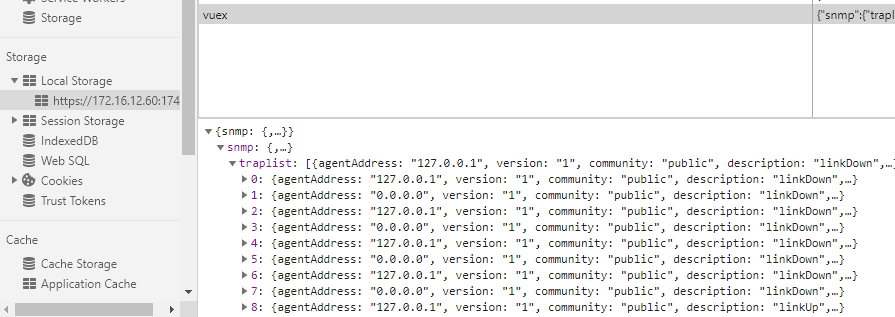 Storage
Storage
Local Storage
https://172.16.12.60:174
Session Storage
IndexedDB
Web SQL
Cookies
Trust Tokens
Cache
Cache Storage
Application Cache
vuex {"snmp":{"trapl
{snmp: {,…}}
snmp: {,…}
traplist: [{agentAddress: "127.0.0.1", version: "1", community: "public", description: "linkDown",…}
0: {agentAddress: "127.0.0.1", version: "1", community: "public", description: "linkDown",…}
1: {agentAddress: "0.0.0.0", version: "1", community: "public", description: "linkDown",…}
2: {agentAddress: "127.0.0.1", version: "1", community: "public", description: "linkDown",…}
3: {agentAddress: "0.0.0.0", version: "1", community: "public", description: "linkDown",…}
4: {agentAddress: "127.0.0.1", version: "1", community: "public", description: "linkDown",…}
5: {agentAddress: "0.0.0.0", version: "1", community: "public", description: "linkDown",…}
6: {agentAddress: "127.0.0.1", version: "1", community: "public", description: "linkDown",…}
7: {agentAddress: "0.0.0.0", version: "1", community: "public", description: "linkDown",…}
8: {agentAddress: "127.0.0.1", version: "1", community: "public", description: "linkUp",…}